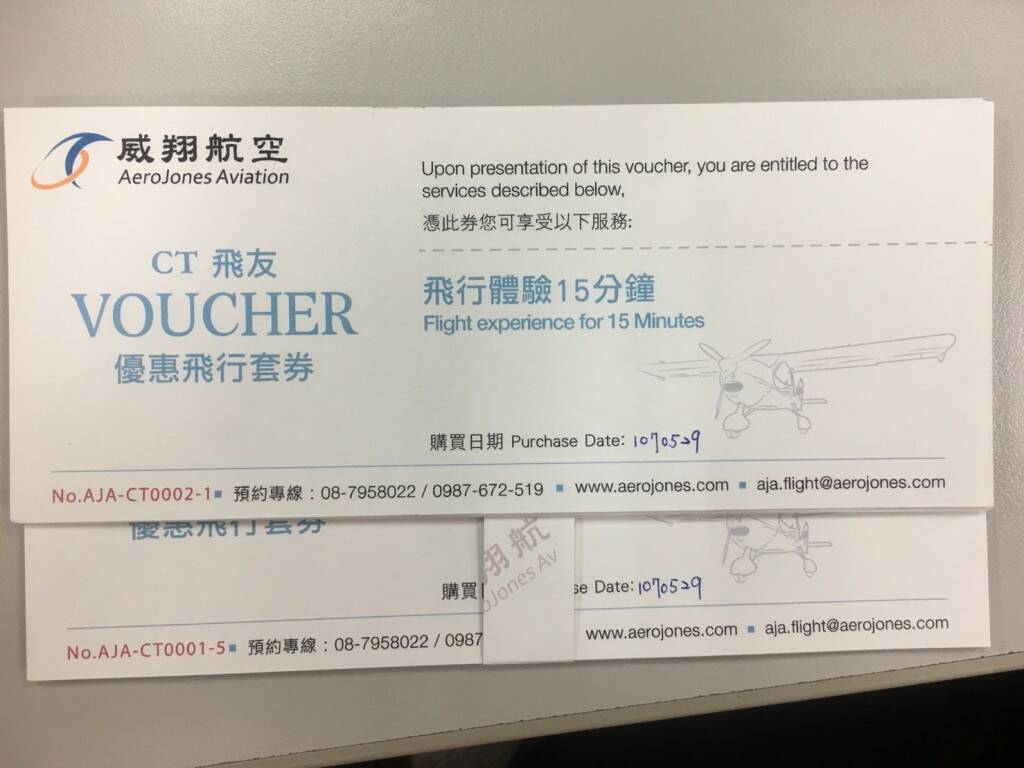 威翔航空
AeroJones Aviation
CT 飛友
VOUCHER
優惠飛行套券
Upon presentation of this voucher, you are entitled to the
services described below,
憑此券您可享受以下服務:
飛行體驗15分鐘
Flight experience for 15 Minutes
購買日期 Purchase Date: 1070529
No.AJA-CT0002-1 ▪ 預約專線：08-7958022 / 0987-672-519 ▪ www.aerojones.com ▪ aja.flight@aerojones.com
優惠飛行套券
翔航
oJones Av
購買 se Date: 1070529
No.AJA-CT0001-5 ▪ 預約專線：08-7958022 / 0987 www.aerojones.com ▪ aja.flight@aerojones.com